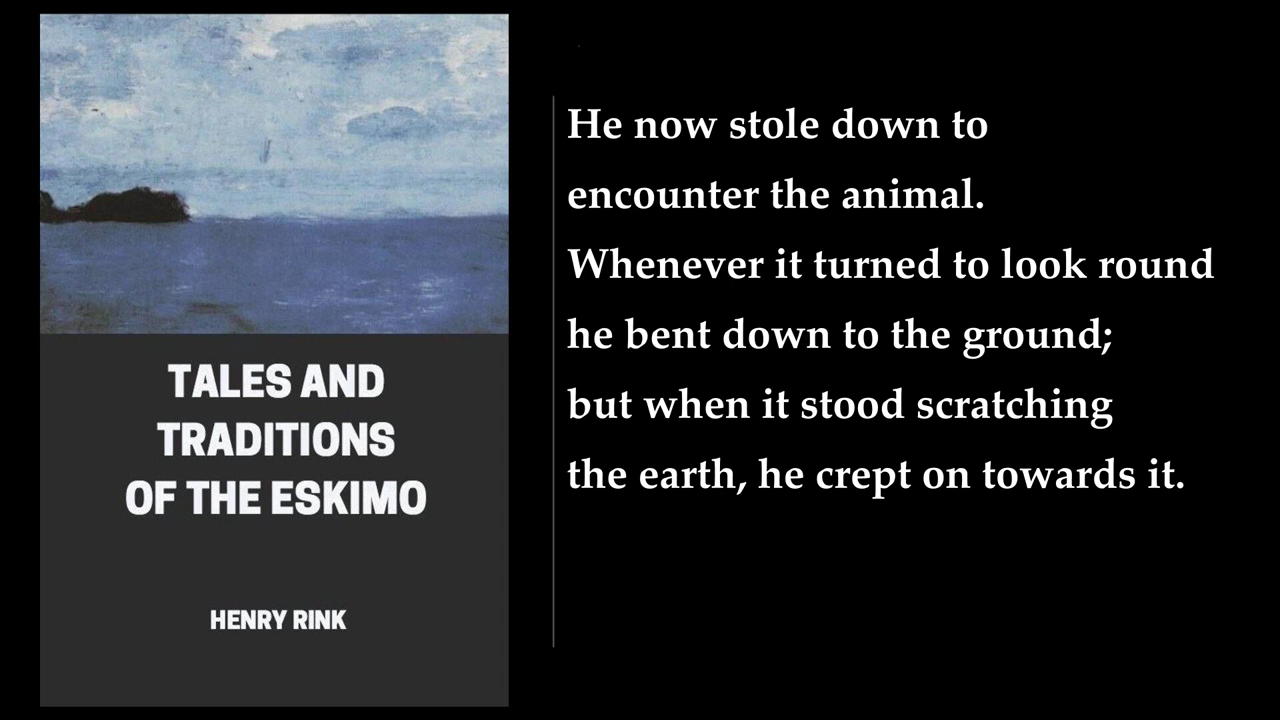 TALES AND
TRADITIONS
OF THE ESKIMO
HENRY RINK
He now stole down to
encounter the animal.
Whenever it turned to look round
he bent down to the ground;
but when it stood scratching
the earth, he crept on towards it.